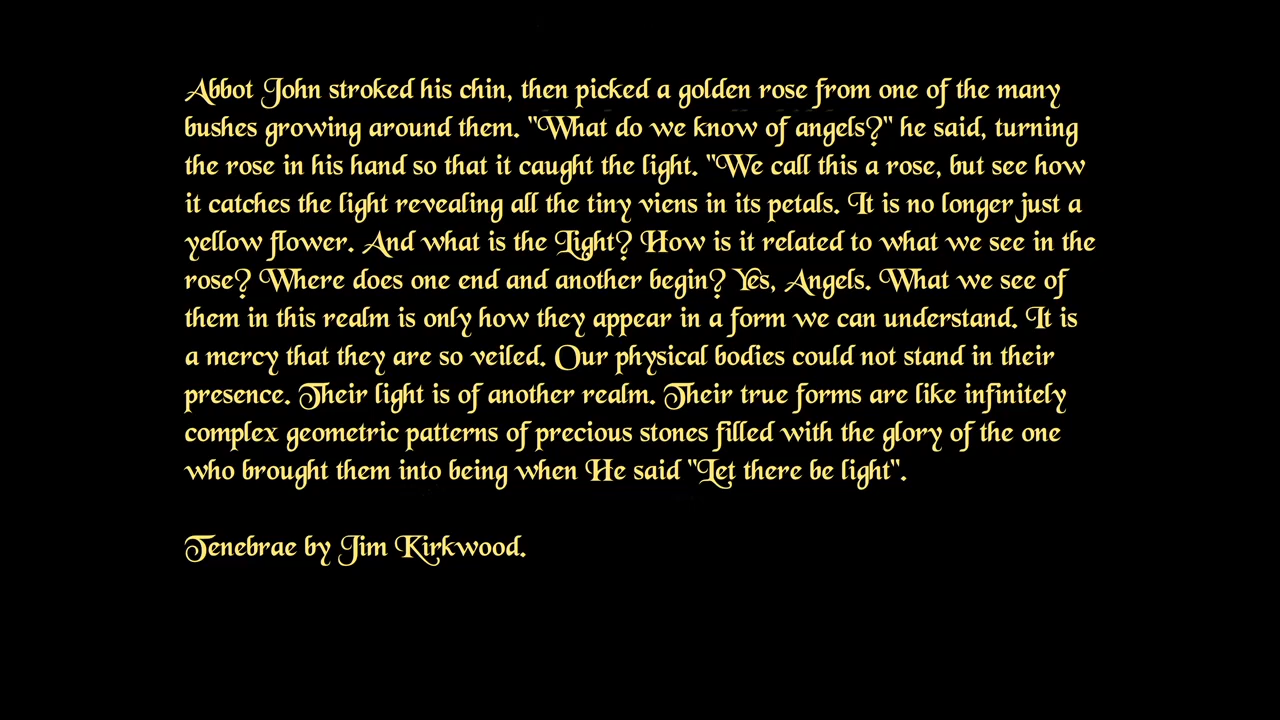 Abbot John stroked his chin, then picked a golden rose from one of the many
bushes growing around them. "What do we know of angels?" he said, turning
the rose in his hand so that it caught the light. "We call this a rose, but see how
it catches the light revealing all the tiny viens in its petals. It is no longer just a
yellow flower. And what is the Light? How is it related to what we see in the
rose? Where does one end and another begin? Yes, Angels. What we see of
them in this realm is only how they appear in a form we can understand. It is
a mercy that they are so veiled. Our physical bodies could not stand in their
presence. Their light is of another realm. Their true forms are like infinitely
complex geometric patterns of precious stones filled with the glory of the one
who brought them into being when He said "Let there be light".
Tenebrae by Jim Kirkwood.